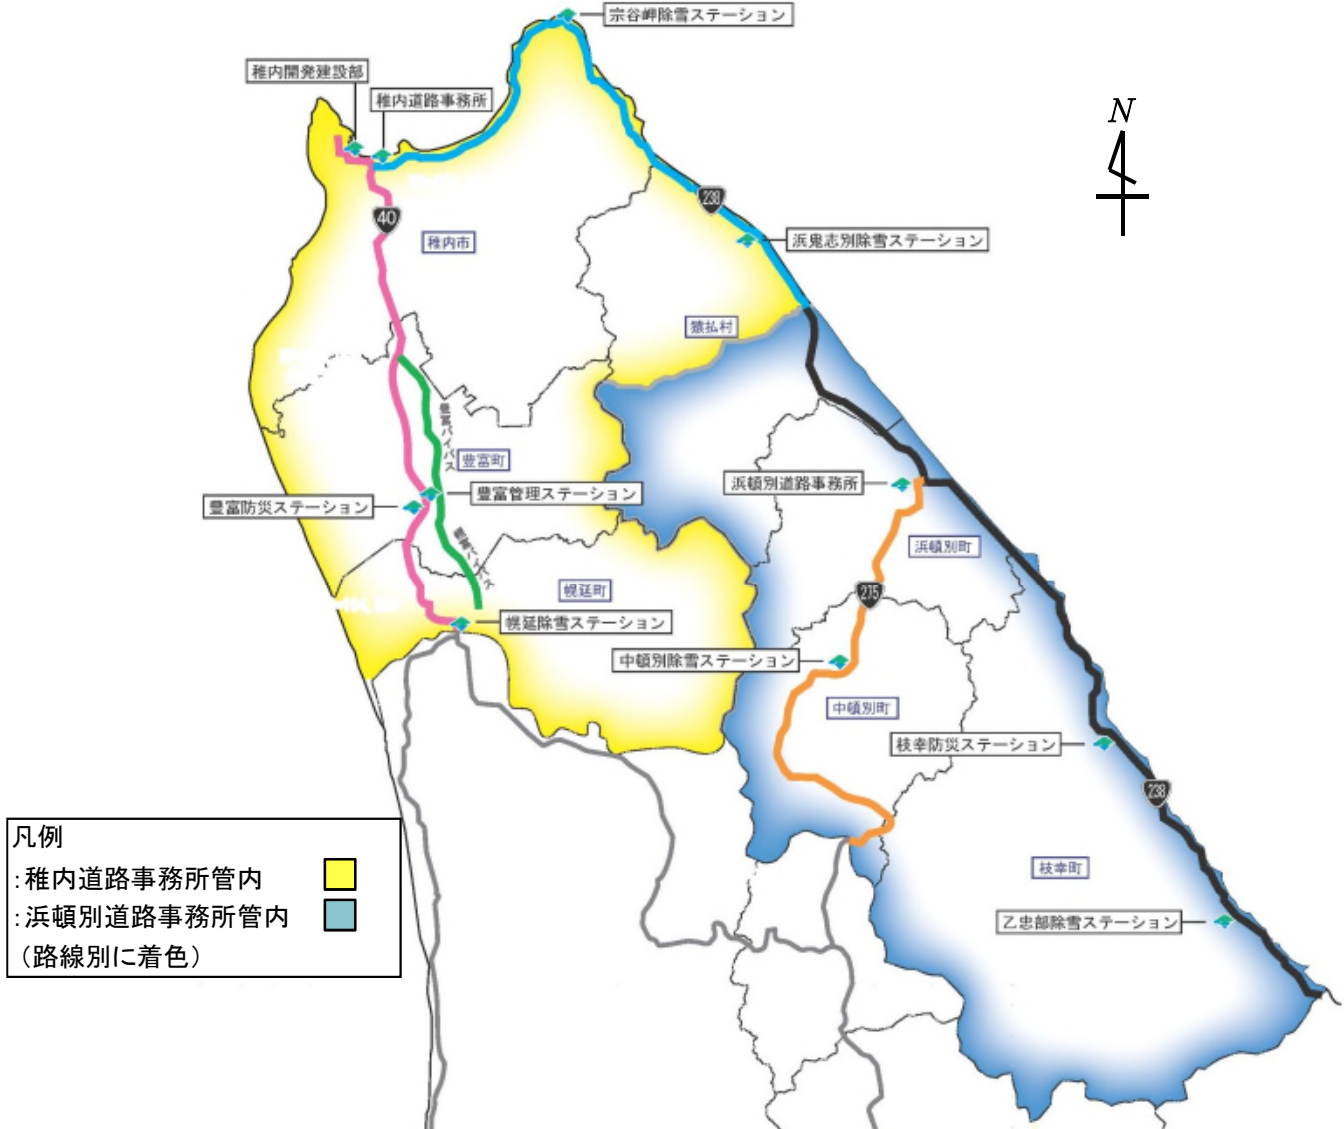 宗谷岬除雪ステーション
稚内開発建設部
稚内道路事務所
N
238
40
稚内市
浜鬼志別除雪ステーション
猿払村
豊富バイパス
豊富町
浜頓別道路事務所
豊富管理ステーション
豊富防災ステーション
浜頓別町
幌富バイパス
幌延町
275
幌延除雪ステーション
中頓別除雪ステーション
中頓別町
枝幸防災ステーション
238
凡例
:稚内道路事務所管内
:浜頓別道路事務所管内
（路線別に着色）
枝幸町
乙忠部除雪ステーション